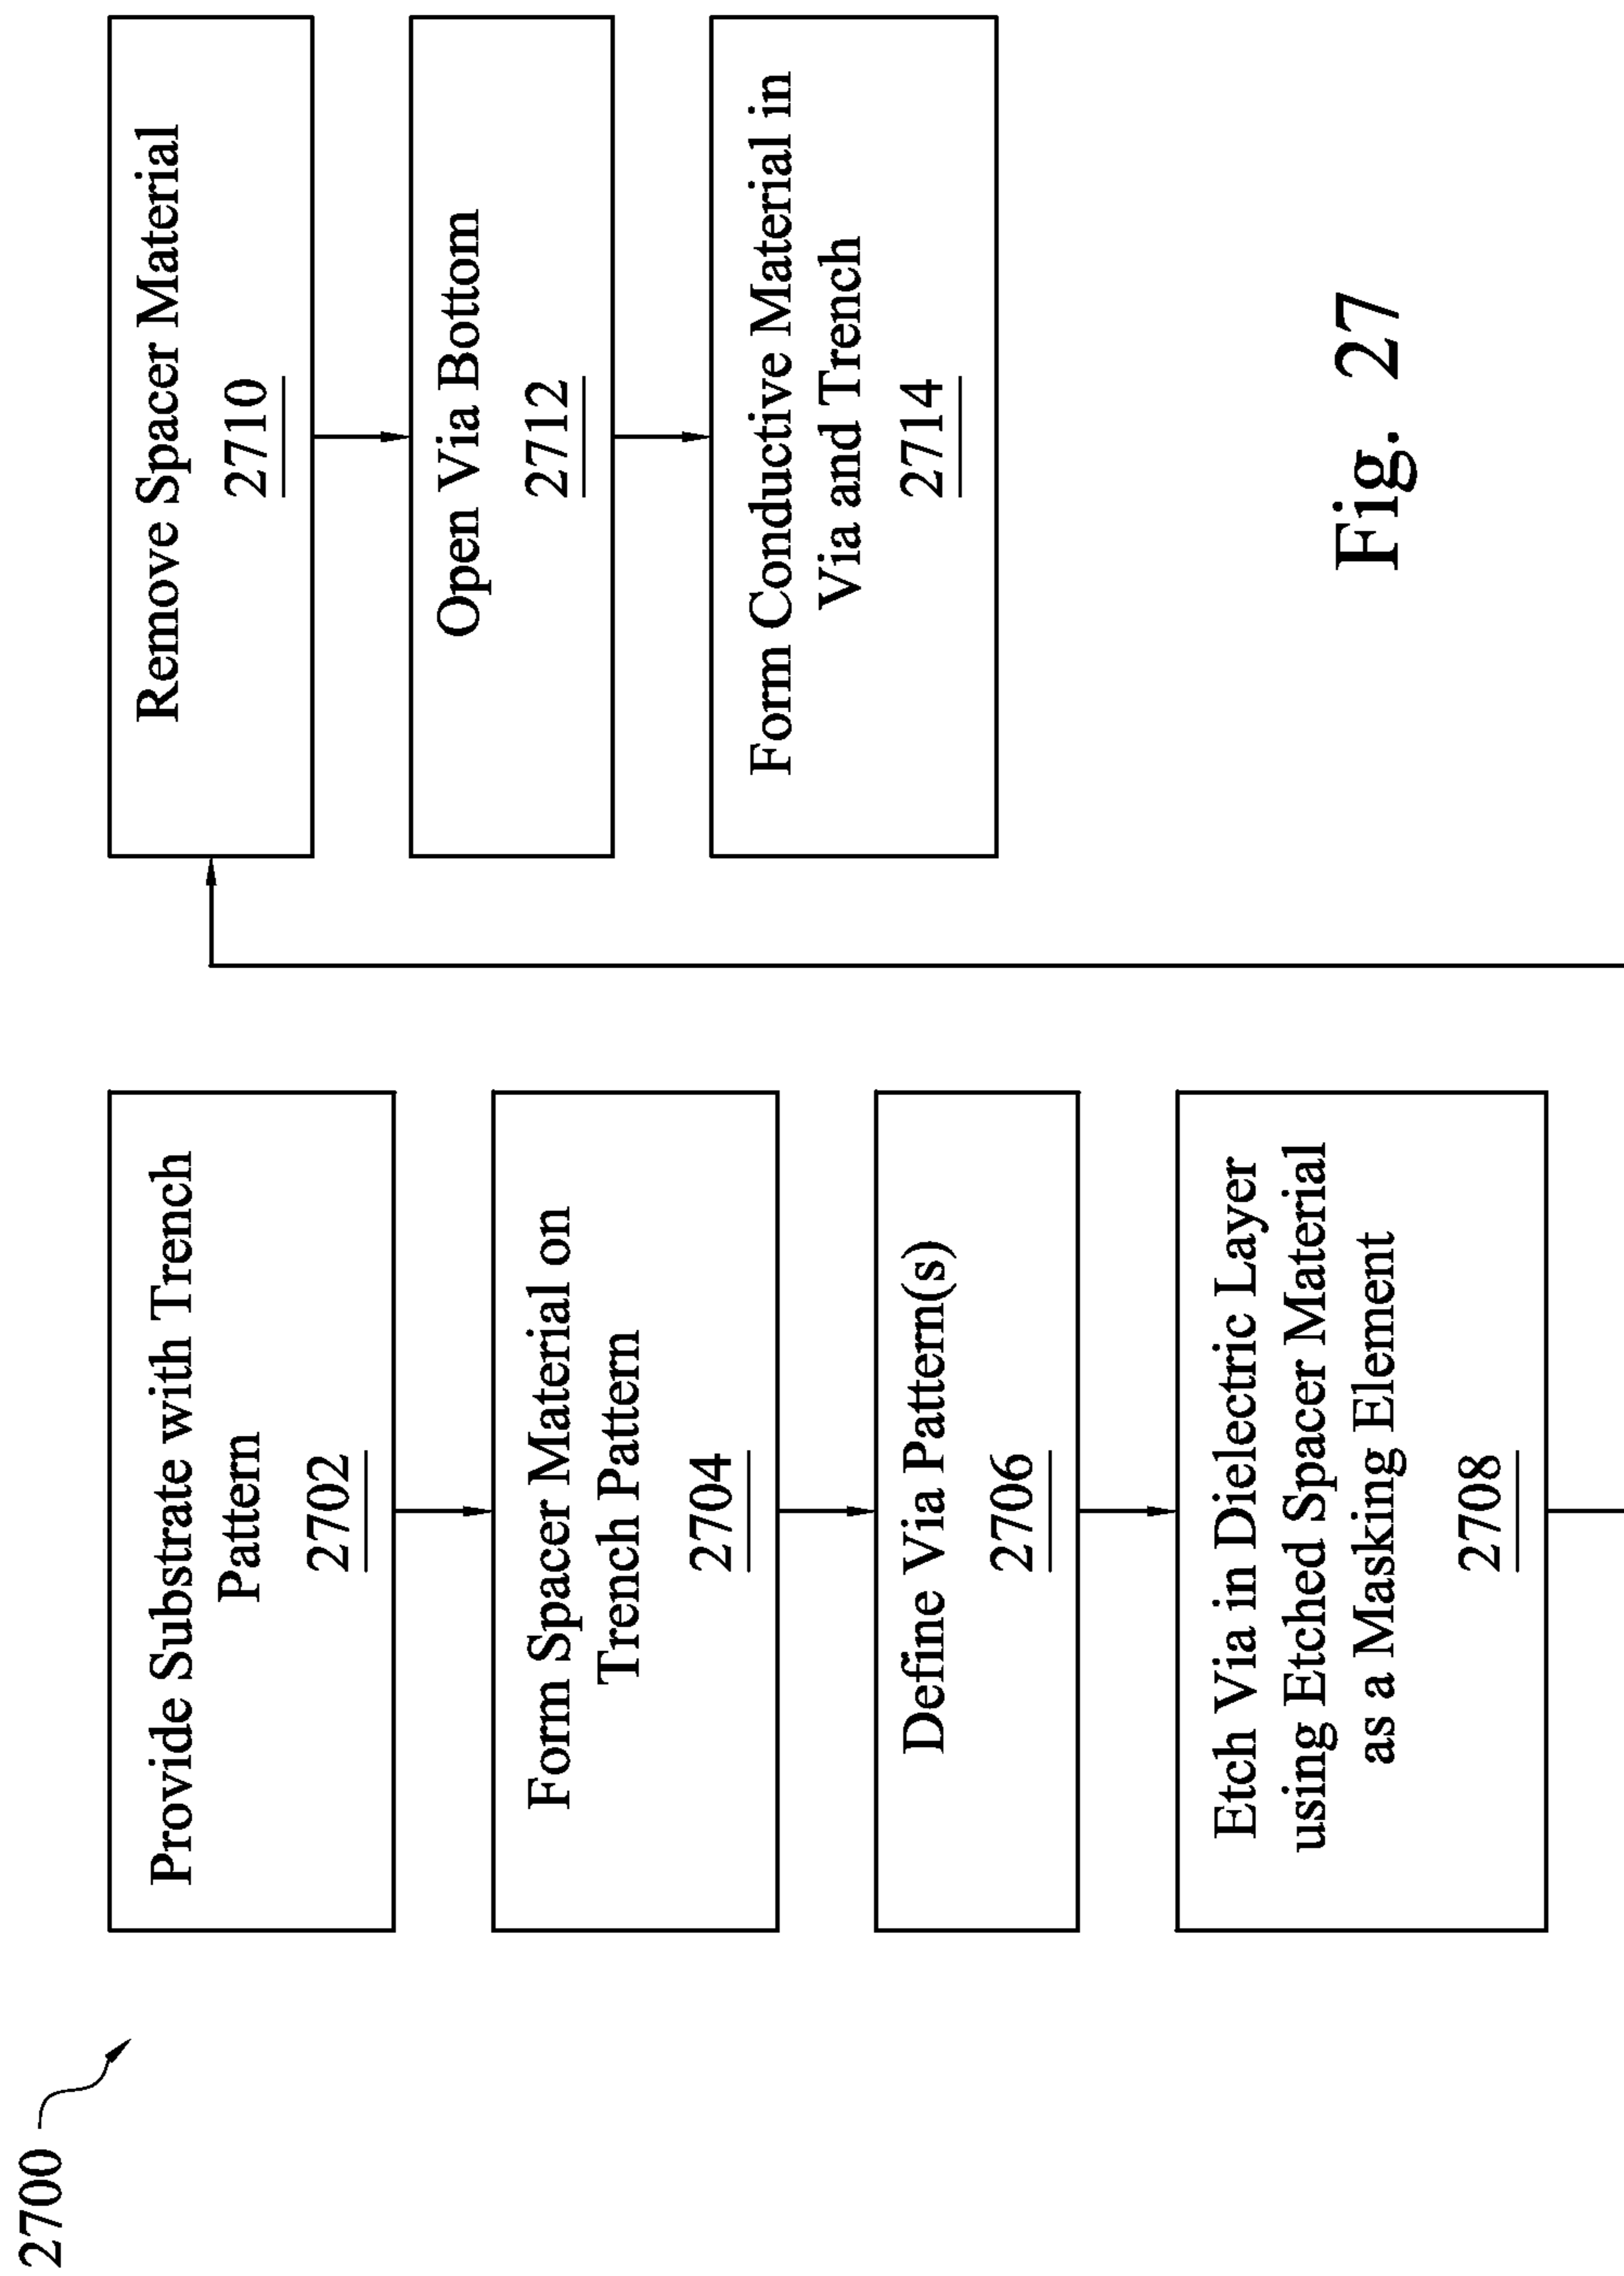 2700
Provide Substrate with Trench
Pattern
2702
Form Spacer Material on
Trench Pattern
2704
Define Via Pattern(s)
2706
Etch Via in Dielectric Layer
using Etched Spacer Material
as a Masking Element
2708
Remove Spacer Material
2710
Open Via Bottom
2712
Form Conductive Material in
Via and Trench
2714
Fig. 27